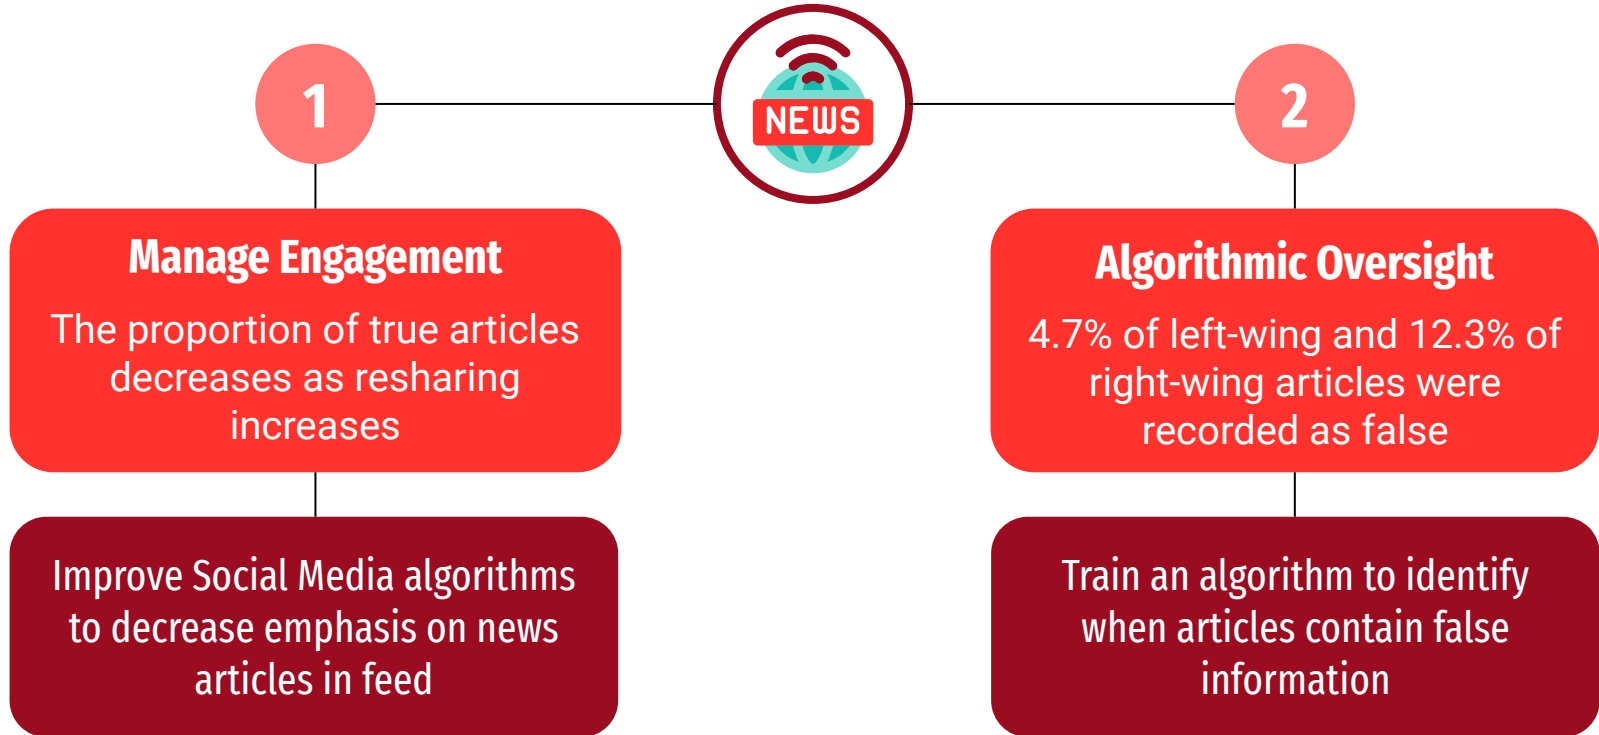 1
NEWS
2
Manage Engagement
The proportion of true articles
decreases as resharing
increases
Algorithmic Oversight
4.7% of left-wing and 12.3% of
right-wing articles were
recorded as false
Improve Social Media algorithms
to decrease emphasis on news
articles in feed
Train an algorithm to identify
when articles contain false
information